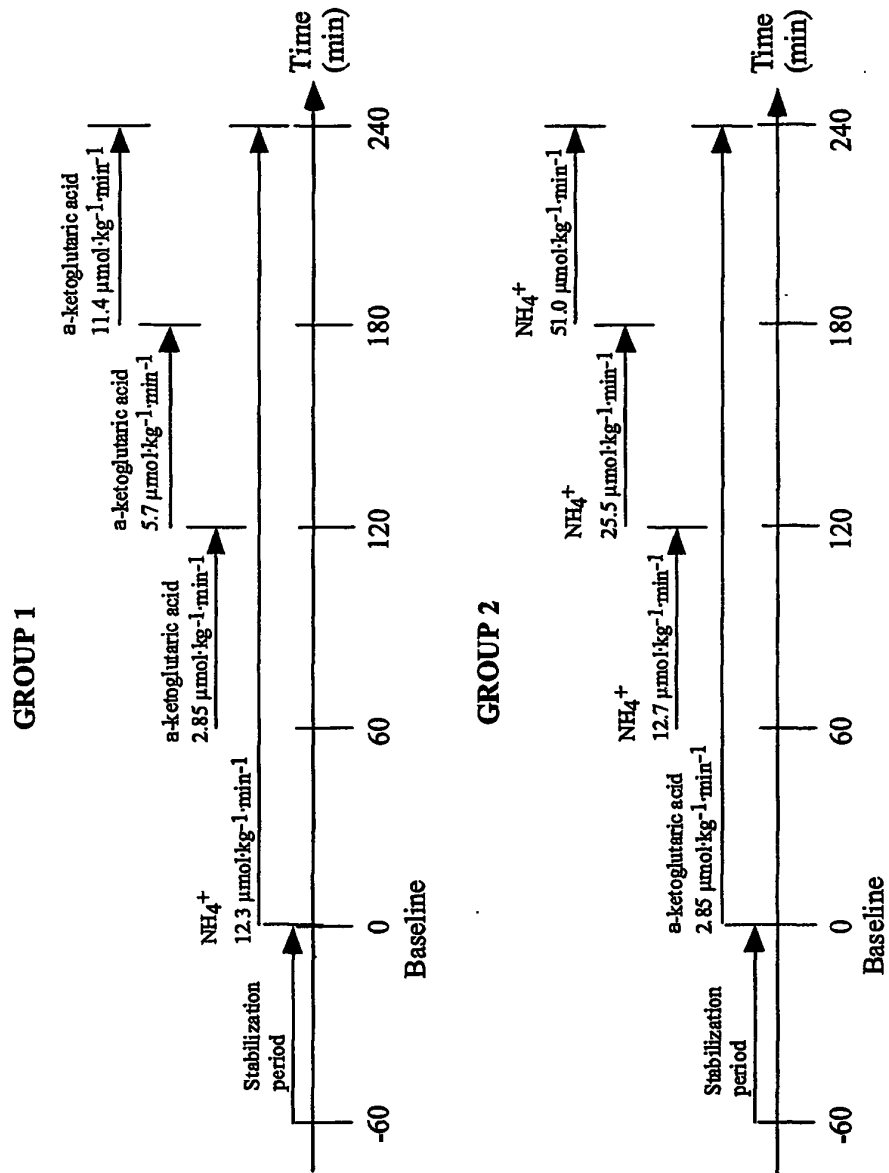 GROUP 1
a-ketoglutaric acid
11.4 µmol·kg⁻¹·min⁻¹
a-ketoglutaric acid
5.7 µmol·kg⁻¹·min⁻¹
a-ketoglutaric acid
2.85 µmol·kg⁻¹·min⁻¹
NH₄⁺
12.3 µmol·kg⁻¹·min⁻¹
Stabilization
period
Time
(min)
-60
0
60
120
180
240
Baseline
GROUP 2
NH₄⁺
51.0 µmol·kg⁻¹·min⁻¹
NH₄⁺
25.5 µmol·kg⁻¹·min⁻¹
NH₄⁺
12.7 µmol·kg⁻¹·min⁻¹
a-ketoglutaric acid
2.85 µmol·kg⁻¹·min⁻¹
Stabilization
period
Time
(min)
-60
0
60
120
180
240
Baseline